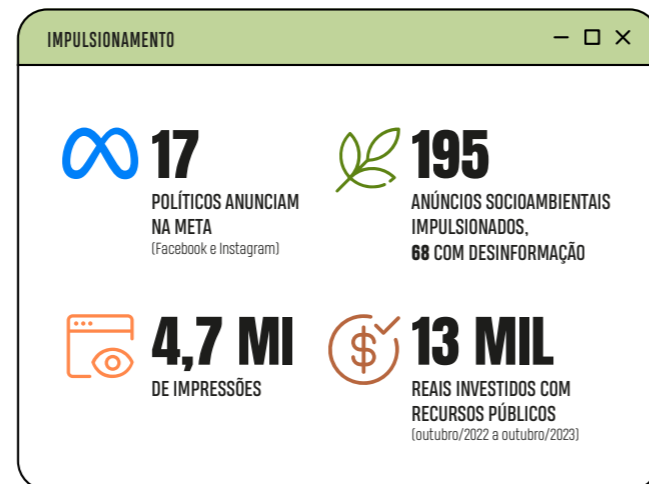 IMPULSIONAMENTO
17
POLÍTICOS ANUNCIAM
NA META
(Facebook e Instagram)
195
ANÚNCIOS SOCIOAMBIENTAIS
IMPULSIONADOS,
68 COM DESINFORMAÇÃO
4,7 MI
DE IMPRESSÕES
13 MIL
REAIS INVESTIDOS COM
RECURSOS PÚBLICOS
(outubro/2022 a outubro/2023)